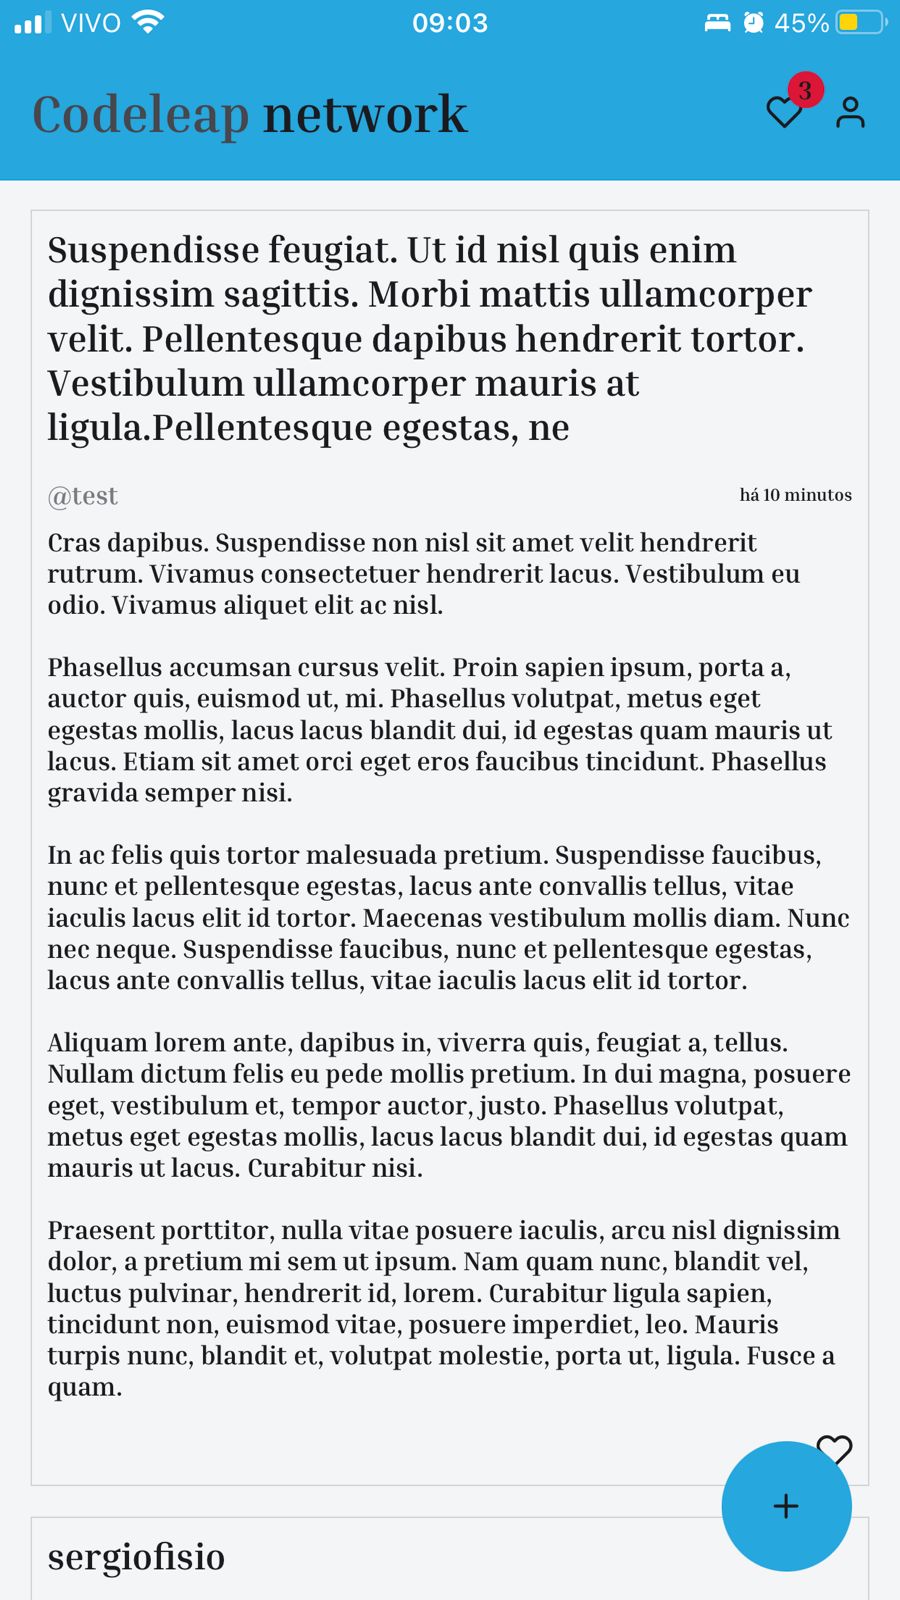 VIVO 09:03 45%
Codeleap network 3
Suspendisse feugiat. Ut id nisl quis enim
dignissim sagittis. Morbi mattis ullamcorper
velit. Pellentesque dapibus hendrerit tortor.
Vestibulum ullamcorper mauris at
ligula.Pellentesque egestas, ne
@test há 10 minutos
Cras dapibus. Suspendisse non nisl sit amet velit hendrerit
rutrum. Vivamus consectetuer hendrerit lacus. Vestibulum eu
odio. Vivamus aliquet elit ac nisl.
Phasellus accumsan cursus velit. Proin sapien ipsum, porta a,
auctor quis, euismod ut, mi. Phasellus volutpat, metus eget
egestas mollis, lacus lacus blandit dui, id egestas quam mauris ut
lacus. Etiam sit amet orci eget eros faucibus tincidunt. Phasellus
gravida semper nisi.
In ac felis quis tortor malesuada pretium. Suspendisse faucibus,
nunc et pellentesque egestas, lacus ante convallis tellus, vitae
iaculis lacus elit id tortor. Maecenas vestibulum mollis diam. Nunc
nec neque. Suspendisse faucibus, nunc et pellentesque egestas,
lacus ante convallis tellus, vitae iaculis lacus elit id tortor.
Aliquam lorem ante, dapibus in, viverra quis, feugiat a, tellus.
Nullam dictum felis eu pede mollis pretium. In dui magna, posuere
eget, vestibulum et, tempor auctor, justo. Phasellus volutpat,
metus eget egestas mollis, lacus lacus blandit dui, id egestas quam
mauris ut lacus. Curabitur nisi.
Praesent porttitor, nulla vitae posuere iaculis, arcu nisl dignissim
dolor, a pretium mi sem ut ipsum. Nam quam nunc, blandit vel,
luctus pulvinar, hendrerit id, lorem. Curabitur ligula sapien,
tincidunt non, euismod vitae, posuere imperdiet, leo. Mauris
turpis nunc, blandit et, volutpat molestie, porta ut, ligula. Fusce a
quam.
+
sergiofisio